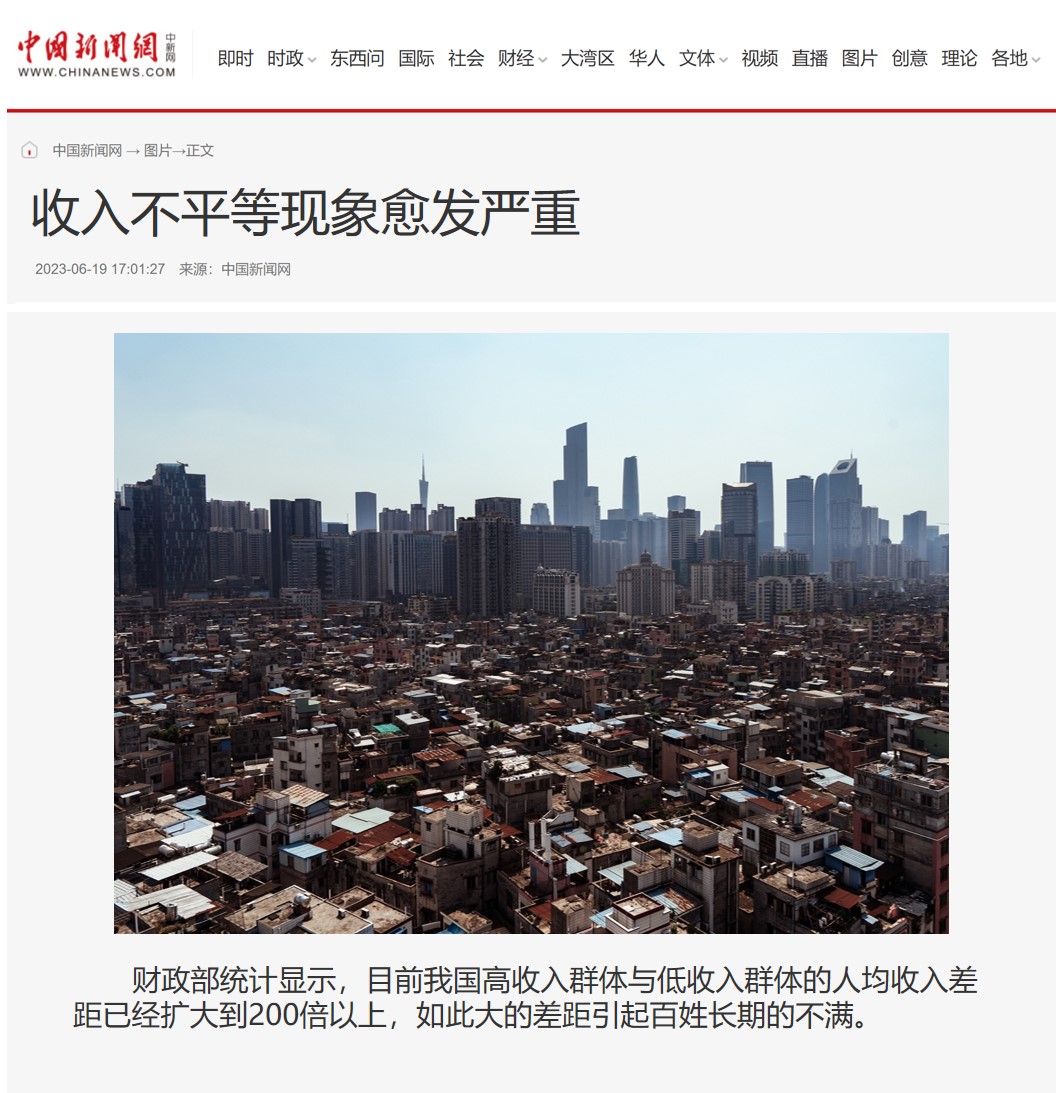 中国新闻網 中新网
WWW.CHINANEWS.COM
即时 时政 东西问 国际 社会 财经 大湾区 华人 文体 视频 直播 图片 创意 理论 各地
中国新闻网 → 图片→正文
收入不平等现象愈发严重
2023-06-19 17:01:27 来源：中国新闻网
财政部统计显示，目前我国高收入群体与低收入群体的人均收入差
距已经扩大到200倍以上，如此大的差距引起百姓长期的不满。